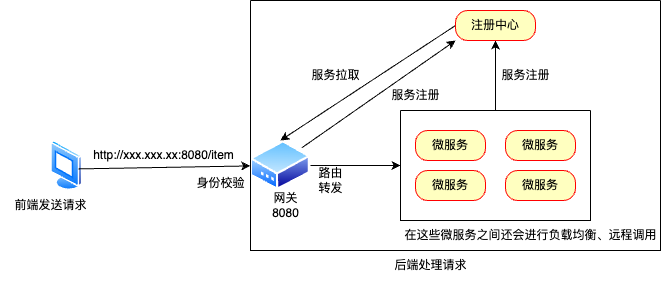 注册中心
服务拉取
服务注册
服务注册
http://xxx.xxx.xx:8080/item
身份校验
前端发送请求
网关
8080
路由
转发
微服务
微服务
微服务
微服务
在这些微服务之间还会进行负载均衡、远程调用
后端处理请求